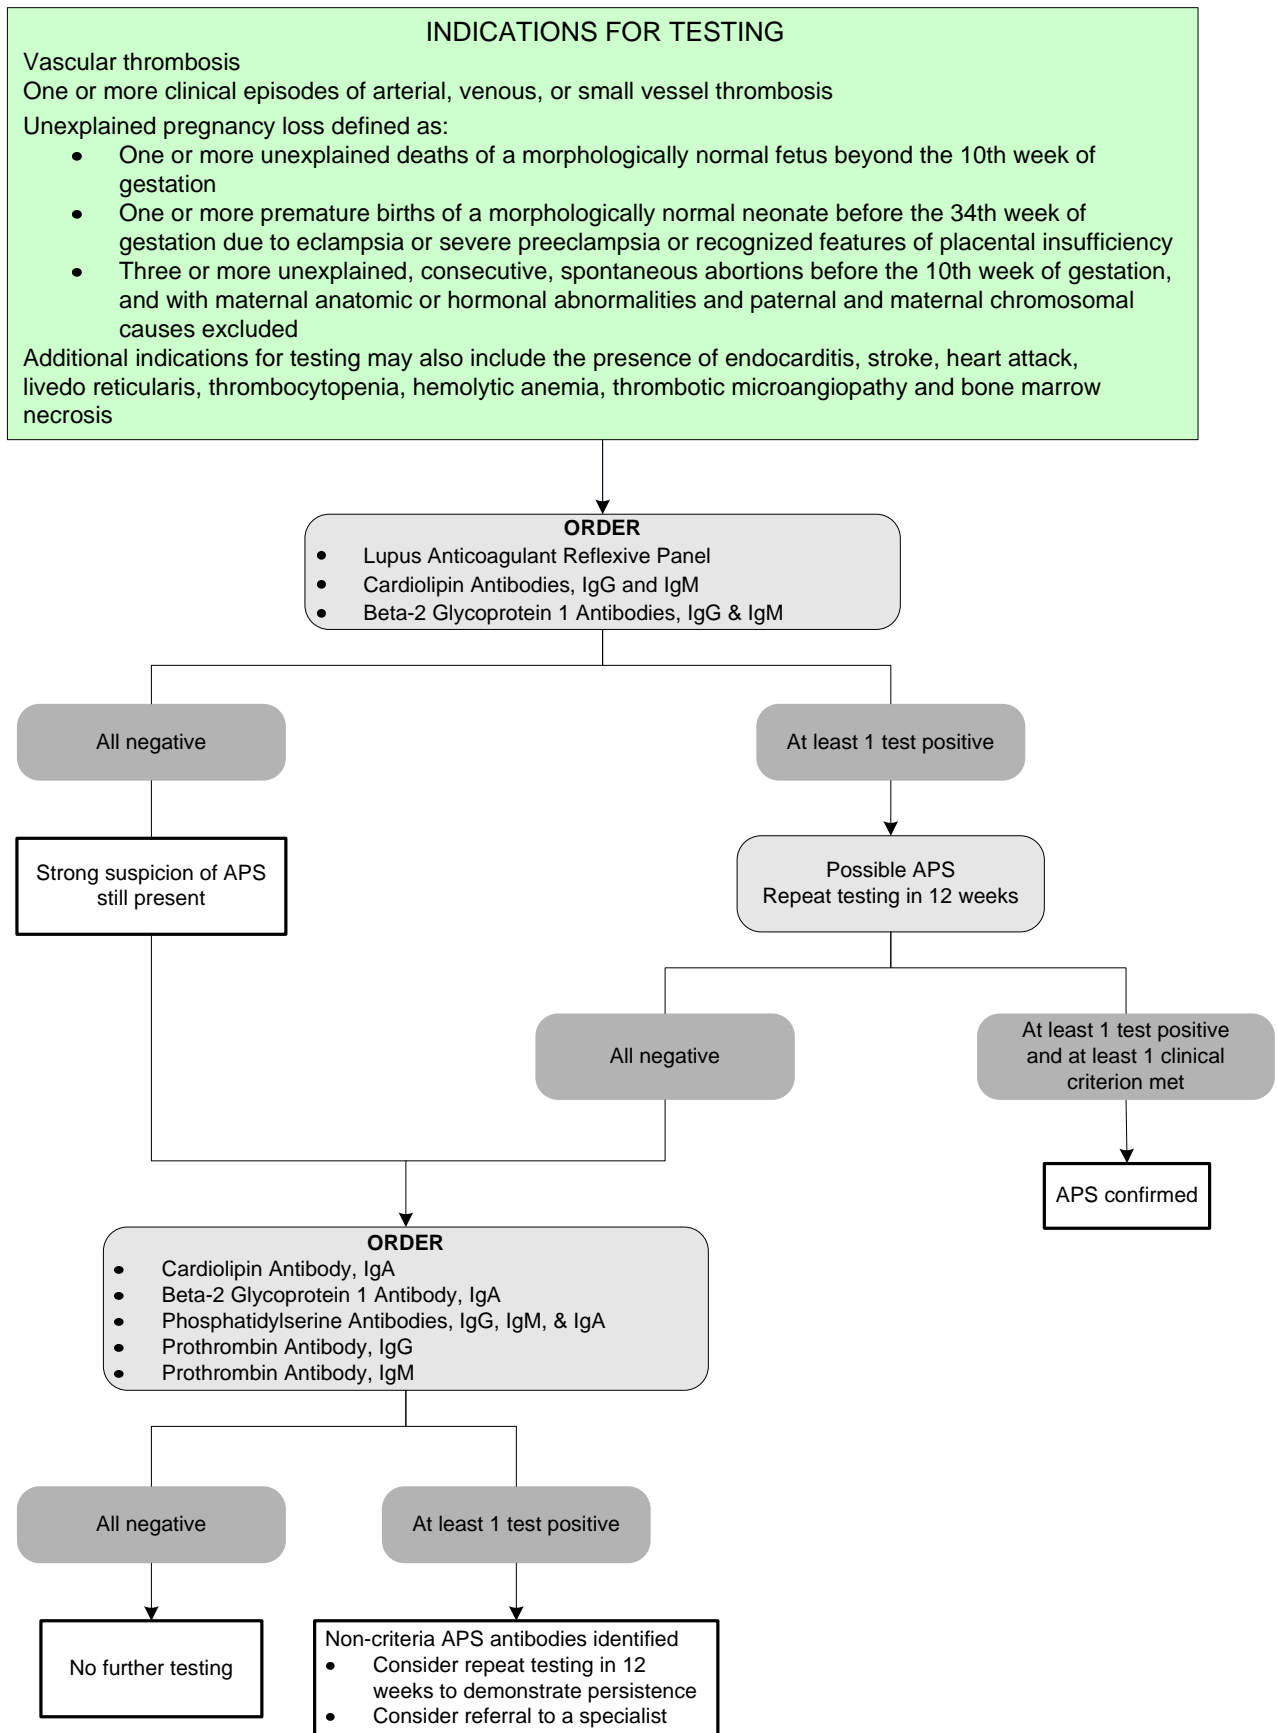 INDICATIONS FOR TESTING
Vascular thrombosis
One or more clinical episodes of arterial, venous, or small vessel thrombosis
Unexplained pregnancy loss defined as:
• One or more unexplained deaths of a morphologically normal fetus beyond the 10th week of
gestation
• One or more premature births of a morphologically normal neonate before the 34th week of
gestation due to eclampsia or severe preeclampsia or recognized features of placental insufficiency
• Three or more unexplained, consecutive, spontaneous abortions before the 10th week of gestation,
and with maternal anatomic or hormonal abnormalities and paternal and maternal chromosomal
causes excluded
Additional indications for testing may also include the presence of endocarditis, stroke, heart attack,
livedo reticularis, thrombocytopenia, hemolytic anemia, thrombotic microangiopathy and bone marrow
necrosis
ORDER
• Lupus Anticoagulant Reflexive Panel
• Cardiolipin Antibodies, IgG and IgM
• Beta-2 Glycoprotein 1 Antibodies, IgG & IgM
All negative
At least 1 test positive
Strong suspicion of APS
still present
Possible APS
Repeat testing in 12 weeks
All negative
At least 1 test positive
and at least 1 clinical
criterion met
APS confirmed
ORDER
• Cardiolipin Antibody, IgA
• Beta-2 Glycoprotein 1 Antibody, IgA
• Phosphatidylserine Antibodies, IgG, IgM, & IgA
• Prothrombin Antibody, IgG
• Prothrombin Antibody, IgM
All negative
At least 1 test positive
No further testing
Non-criteria APS antibodies identified
• Consider repeat testing in 12
weeks to demonstrate persistence
• Consider referral to a specialist